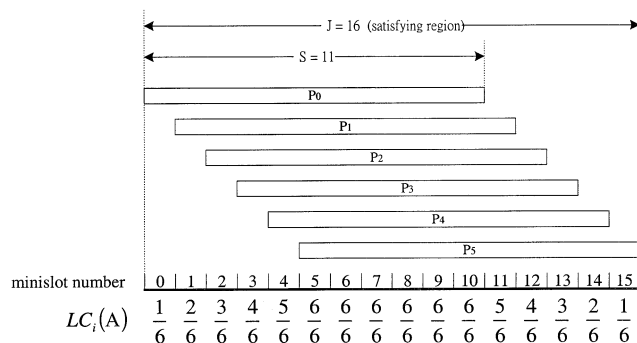 J = 16 (satisfying region)
S = 11
P0
P1
P2
P3
P4
P5
minislot number 0 1 2 3 4 5 6 7 8 9 10 11 12 13 14 15
LCi(A) 1/6 2/6 3/6 4/6 5/6 6/6 6/6 6/6 6/6 6/6 6/6 5/6 4/6 3/6 2/6 1/6